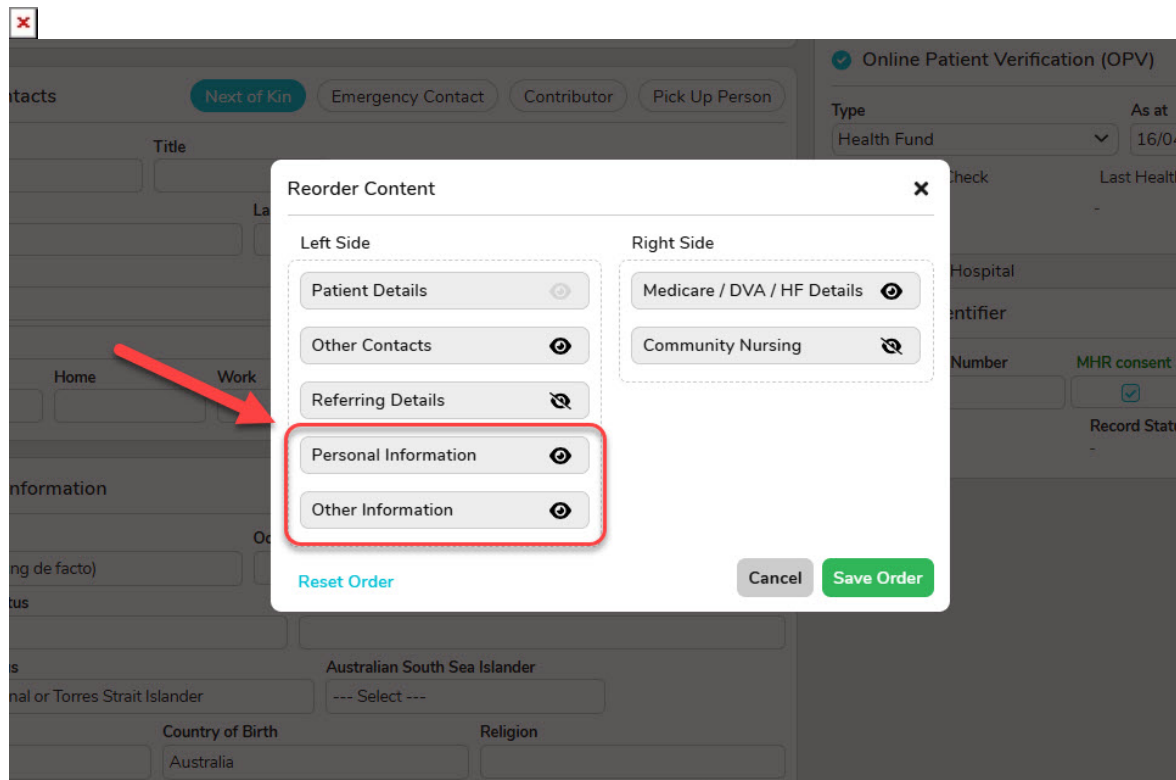 Online Patient Verification (OPV)
ntacts
Next of Kin
Emergency Contact
Contributor
Pick Up Person
Type
As at
Title
Health Fund
16/04
Reorder Content
Check
Last Healt
La
-
Left Side
Right Side
Hospital
Patient Details
Medicare / DVA / HF Details
entifier
Other Contacts
Community Nursing
Home
Work
Number
MHR consent
Referring Details
Record Statu
-
Personal Information
nformation
Other Information
Oc
ng de facto)
Reset Order
Cancel
Save Order
tus
s
Australian South Sea Islander
nal or Torres Strait Islander
--- Select ---
Country of Birth
Religion
Australia